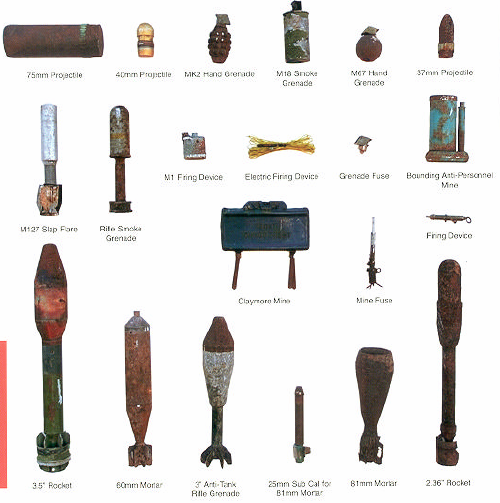 75mm Projectile
40mm Projectile
MK2 Hand Grenade
M18 Smoke
Grenade
M67 Hand
Grenade
37mm Projectile
M1 Firing Device
Electric Firing Device
Grenade Fuse
Bounding Anti-Personnel
Mine
M127 Slap Flare
Rifle Smoke
Grenade
Claymore Mine
Mine Fuse
Firing Device
3.5" Rocket
60mm Mortar
3" Anti-Tank
Rifle Grenade
25mm Sub Cal for
81mm Mortar
81mm Mortar
2.36" Rocket